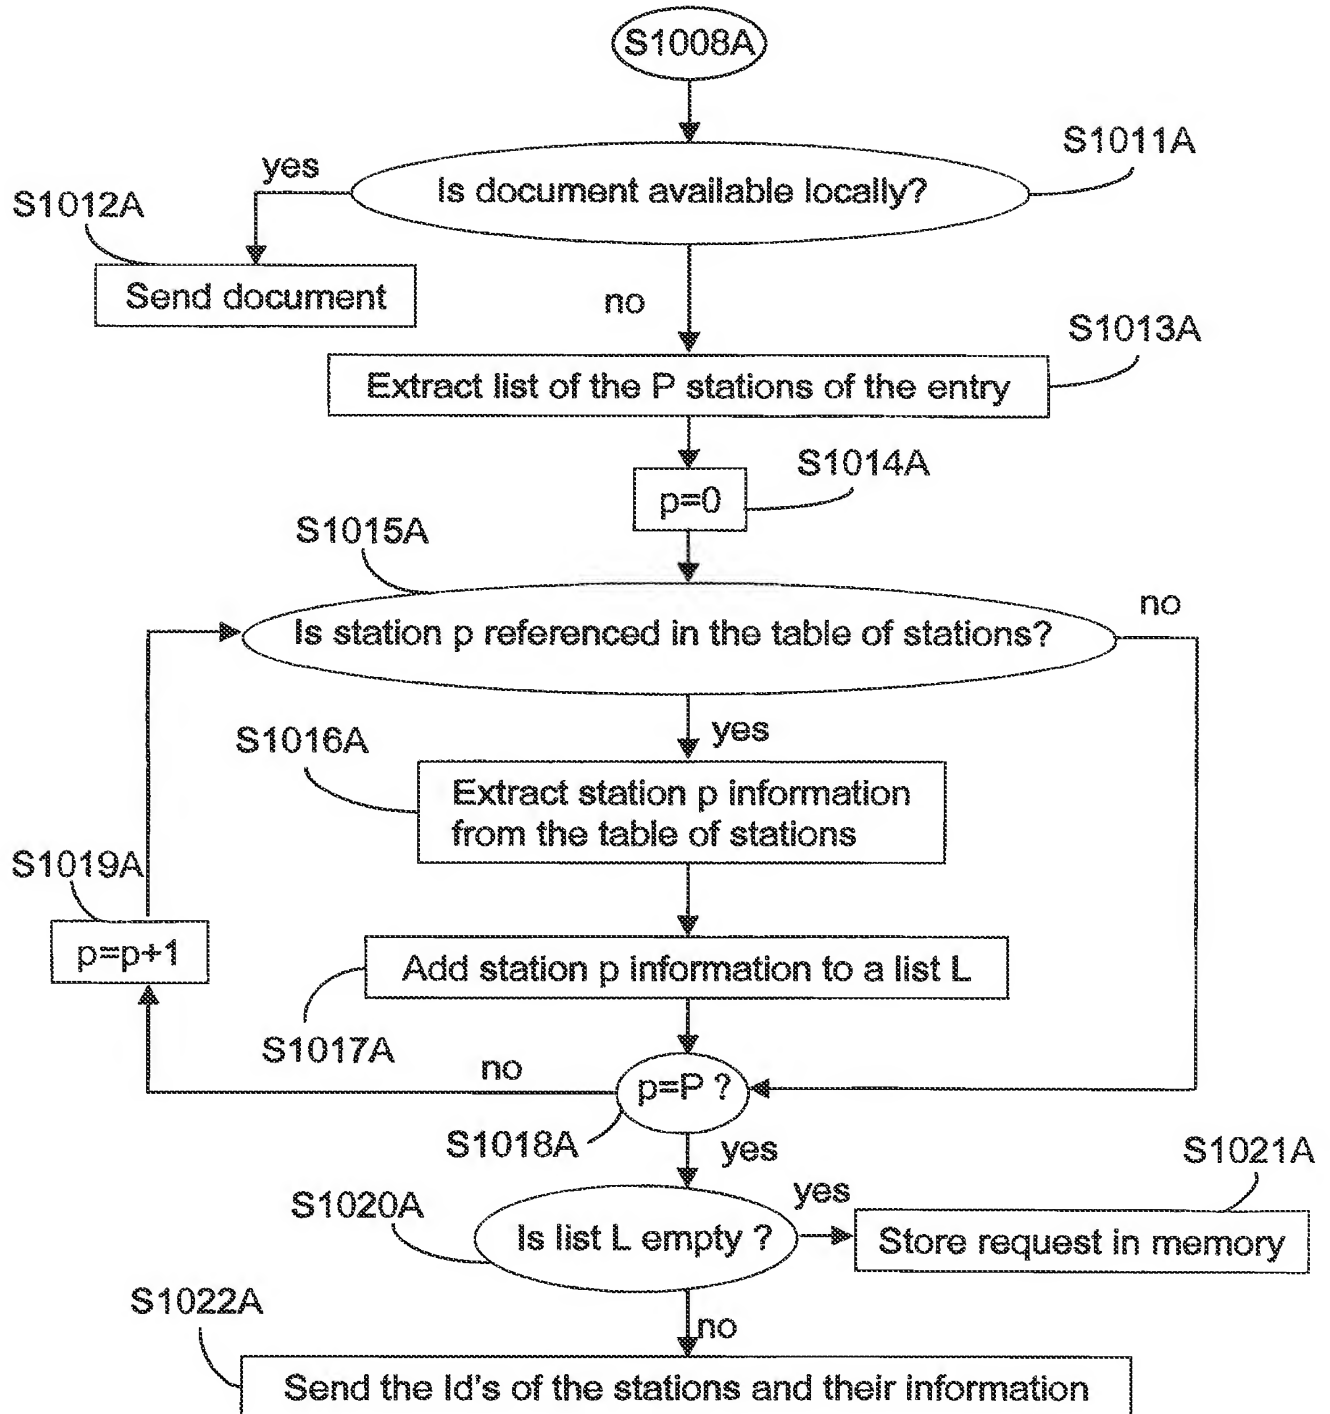 S1008A
S1011A
yes
Is document available locally?
S1012A
Send document
no
S1013A
Extract list of the P stations of the entry
S1014A
p=0
S1015A
no
Is station p referenced in the table of stations?
S1016A
yes
Extract station p information
from the table of stations
S1019A
p=p+1
Add station p information to a list L
S1017A
no
p=P ?
S1018A
yes
S1021A
S1020A
yes
Is list L empty ?
Store request in memory
S1022A
no
Send the Id's of the stations and their information